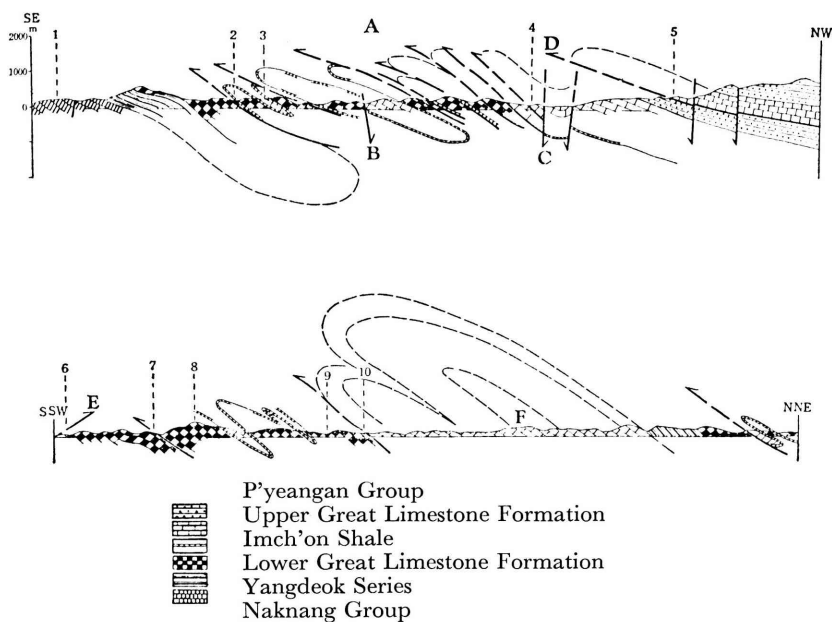 SE
m
2000
1000
0
1
2
3
A
4
D
5
NW
B
C
6
7
8
9
10
E
SSW
F
NNE
P'yeangan Group
Upper Great Limestone Formation
Imch'on Shale
Lower Great Limestone Formation
Yangdeok Series
Naknang Group